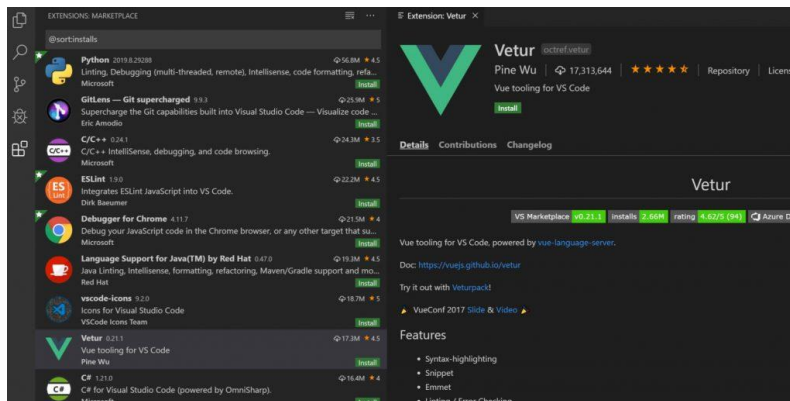 EXTENSIONS: MARKETPLACE
@sort:installs
Python 2019.8.29288 56.8M ★ 4.5
Linting, Debugging (multi-threaded, remote), Intellisense, code formatting, refa...
Microsoft Install
GitLens — Git supercharged 9.9.3 25.9M ★ 5
Supercharge the Git capabilities built into Visual Studio Code — Visualize code ...
Eric Amodio Install
C/C++
C/C++ 0.24.1 24.3M ★ 3.5
C/C++ IntelliSense, debugging, and code browsing.
Microsoft Install
ES
Lint
ESLint 1.9.0 22.2M ★ 4.5
Integrates ESLint JavaScript into VS Code.
Dirk Baeumer Install
Debugger for Chrome 4.11.7 21.5M ★ 4
Debug your JavaScript code in the Chrome browser, or any other target that su...
Microsoft Install
Language Support for Java(TM) by Red Hat 0.47.0 19.3M ★ 4.5
Java Linting, Intellisense, formatting, refactoring, Maven/Gradle support and mo...
Red Hat Install
vscode-icons 9.2.0 18.7M ★ 5
Icons for Visual Studio Code
VSCode Icons Team Install
Vetur 0.21.1 17.3M ★ 4.5
Vue tooling for VS Code
Pine Wu Install
C#
C# 1.21.0 16.4M ★ 4
C# for Visual Studio Code (powered by OmniSharp).
Microsoft Install
Extension: Vetur ×
Vetur octref.vetur
Pine Wu | 17,313,644 | Repository | Licens
Vue tooling for VS Code
Install
Details Contributions Changelog
Vetur
VS Marketplace v0.21.1 installs 2.66M rating 4.62/5 (94) Azure D
Vue tooling for VS Code, powered by vue-language-server.
Doc: https://vuejs.github.io/vetur
Try it out with Veturpack!
VueConf 2017 Slide & Video
Features
• Syntax-highlighting
• Snippet
• Emmet
• Linting / Error Checking